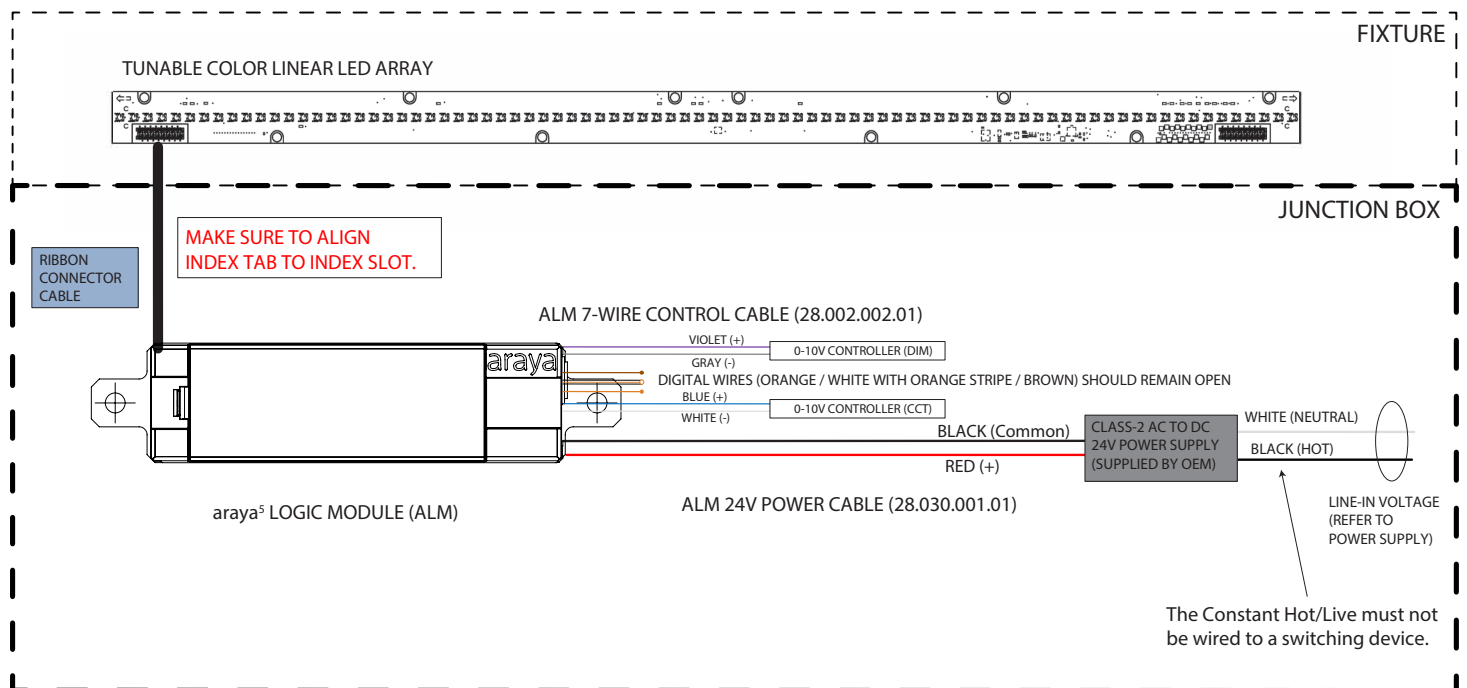 FIXTURE
TUNABLE COLOR LINEAR LED ARRAY
JUNCTION BOX
MAKE SURE TO ALIGN
INDEX TAB TO INDEX SLOT.
RIBBON
CONNECTOR
CABLE
ALM 7-WIRE CONTROL CABLE (28.002.002.01)
VIOLET (+)
0-10V CONTROLLER (DIM)
GRAY (-)
araya
DIGITAL WIRES (ORANGE / WHITE WITH ORANGE STRIPE / BROWN) SHOULD REMAIN OPEN
BLUE (+)
0-10V CONTROLLER (CCT)
WHITE (-)
BLACK (Common)
RED (+)
CLASS-2 AC TO DC
24V POWER SUPPLY
(SUPPLIED BY OEM)
WHITE (NEUTRAL)
BLACK (HOT)
LINE-IN VOLTAGE
(REFER TO
POWER SUPPLY)
araya⁵ LOGIC MODULE (ALM)
ALM 24V POWER CABLE (28.030.001.01)
The Constant Hot/Live must not
be wired to a switching device.